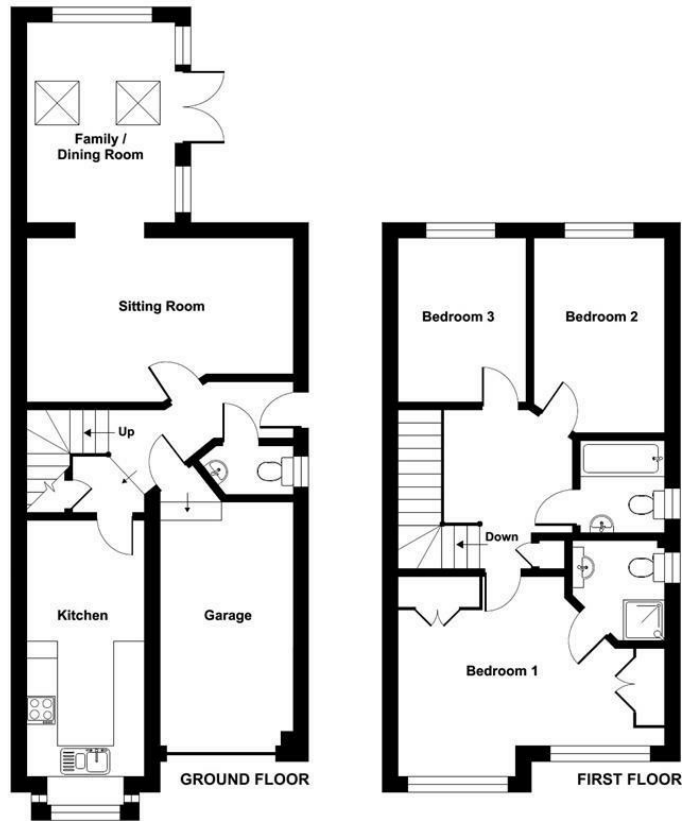 Family /
Dining Room
Sitting Room
Up
Kitchen
Garage
GROUND FLOOR
Bedroom 3
Bedroom 2
Down
Bedroom 1
FIRST FLOOR